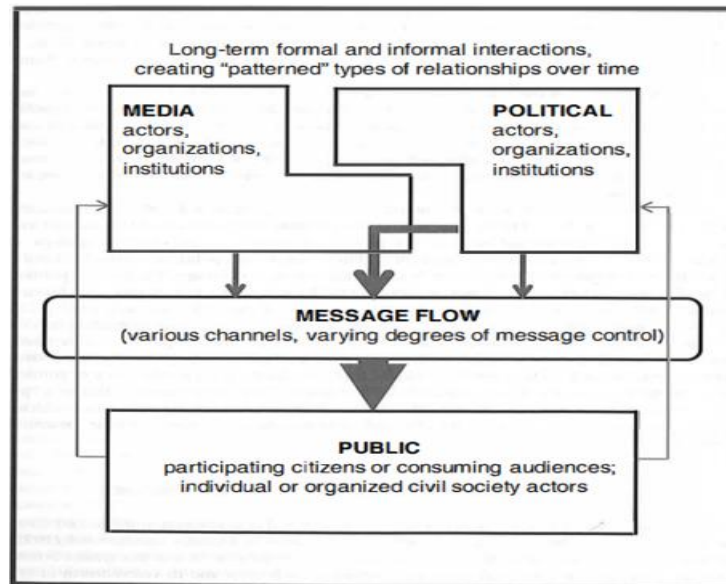 Long-term formal and informal interactions,
creating "patterned" types of relationships over time
MEDIA
actors,
organizations,
institutions
POLITICAL
actors,
organizations,
institutions
MESSAGE FLOW
(various channels, varying degrees of message control)
PUBLIC
participating citizens or consuming audiences;
individual or organized civil society actors